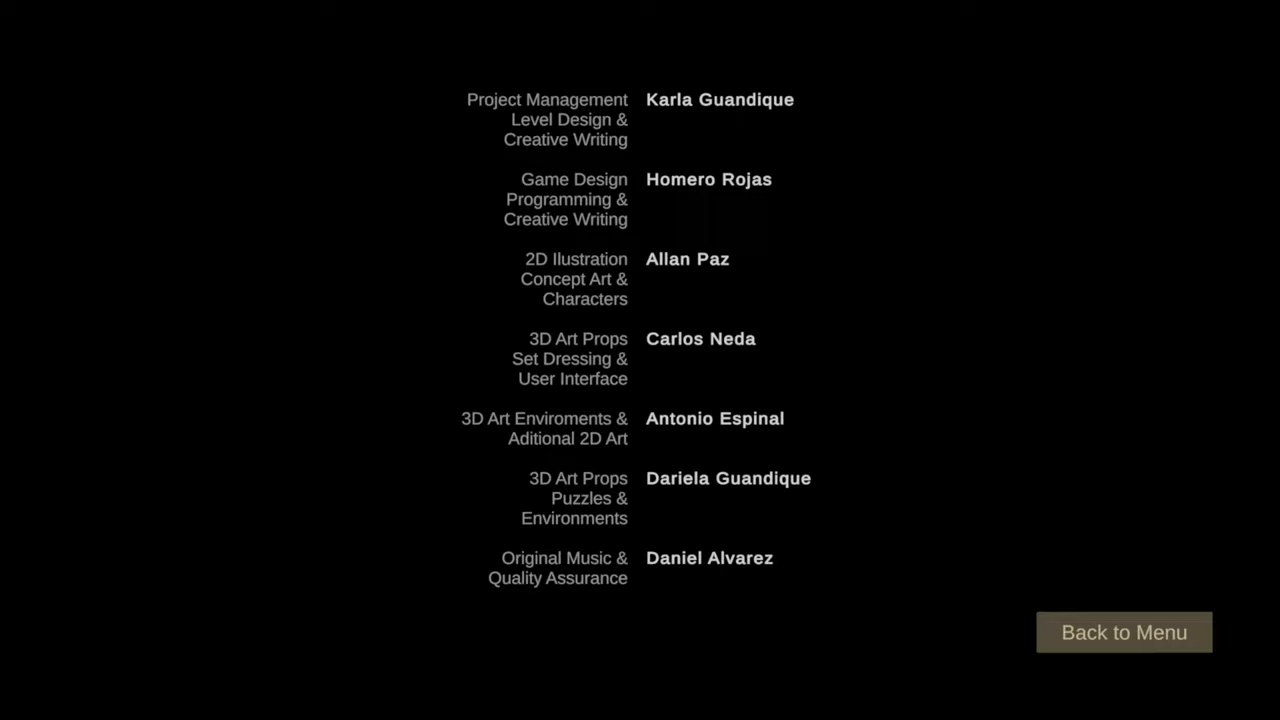 Project Management Karla Guandique
Level Design &
Creative Writing
Game Design Homero Rojas
Programming &
Creative Writing
2D Ilustration Allan Paz
Concept Art &
Characters
3D Art Props Carlos Neda
Set Dressing &
User Interface
3D Art Enviroments & Antonio Espinal
Aditional 2D Art
3D Art Props Dariela Guandique
Puzzles &
Environments
Original Music & Daniel Alvarez
Quality Assurance
Back to Menu